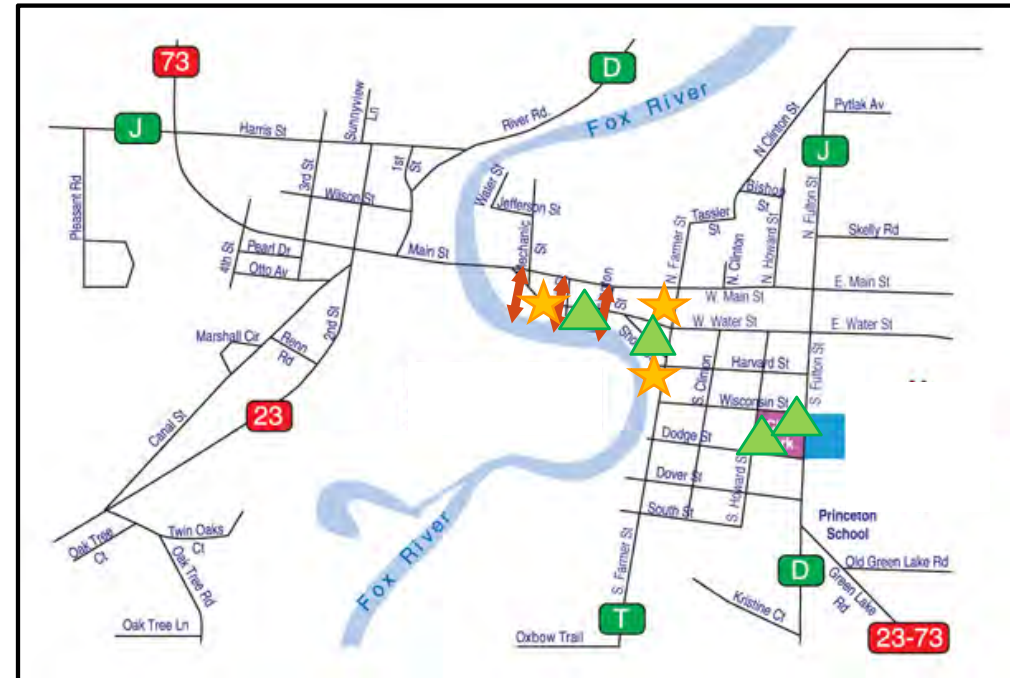 73
D
J
Harris St
Sunnyview
Ln
River Rd.
Fox River
N Clinton St
Pytlak Av
J
Pleasant Rd
3rd St
1st
St
Wilson St
Water St
Jefferson St
Bishop
St
Tassler
St
N. Fulton St
4th St
Pearl Dr
Otto Av
Main St
Mechanic
St
St
N. Farmer St
N. Clinton
N. Howard St
Skelly Rd
W. Main St
E. Main St
W. Water St
E. Water St
Marshall Cir
Renn
Rd
2nd St
Harvard St
S. Clinton
S. Fulton St
Canal St
23
Wisconsin St
Dodge St
Dover St
South St
S. Howard St
Oak Tree
Ct
Twin Oaks
Ct
Oak Tree Rd
Fox River
S. Farmer St
Princeton
School
Old Green Lake Rd
Green Lake
Rd
D
Kristine Ct
T
Oak Tree Ln
Oxbow Trail
23-73